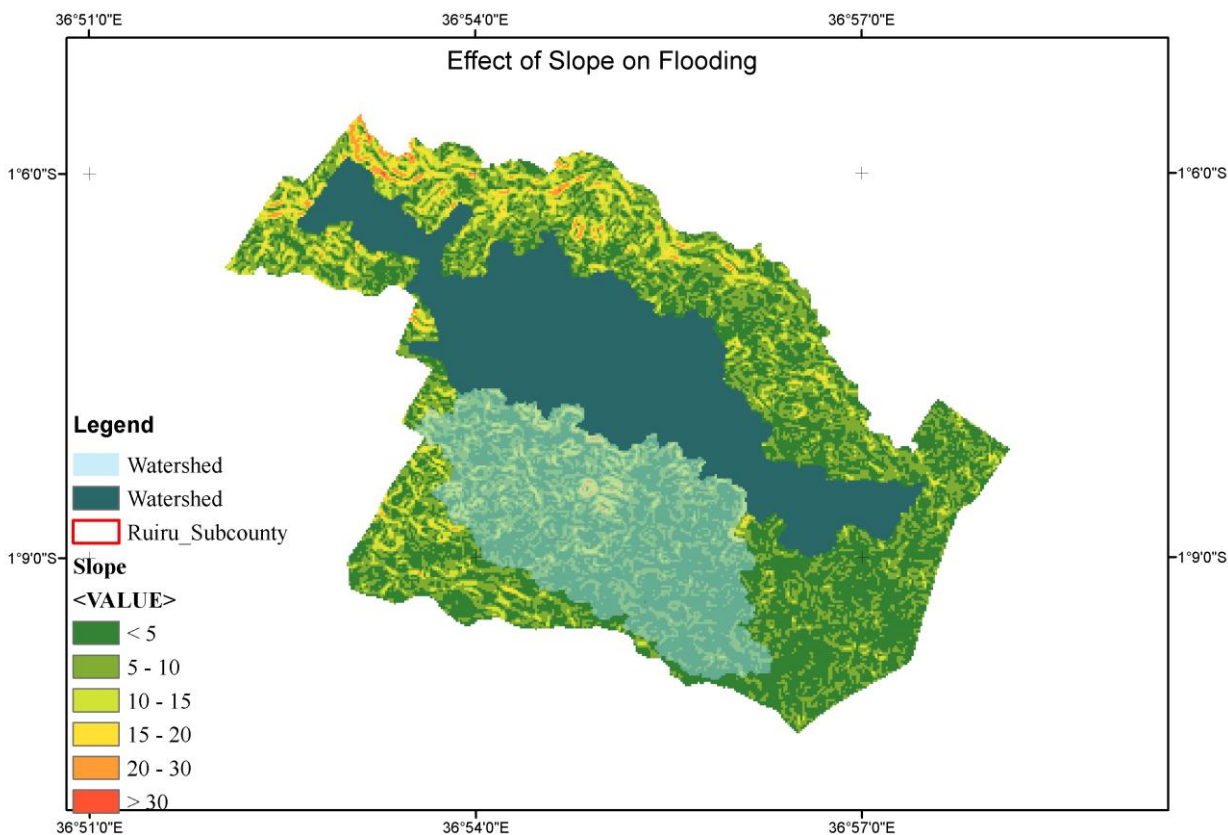 36°51'0"E 36°54'0"E 36°57'0"E
Effect of Slope on Flooding
1°6'0"S 1°6'0"S
Legend
Watershed
Watershed
Ruiru_Subcounty
1°9'0"S 1°9'0"S
Slope
<VALUE>
< 5
5 - 10
10 - 15
15 - 20
20 - 30
> 30
36°51'0"E 36°54'0"E 36°57'0"E